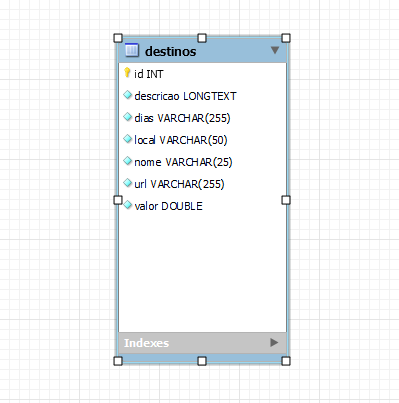 destinos
id INT
descricao LONGTEXT
dias VARCHAR(255)
local VARCHAR(50)
nome VARCHAR(25)
url VARCHAR(255)
valor DOUBLE
Indexes